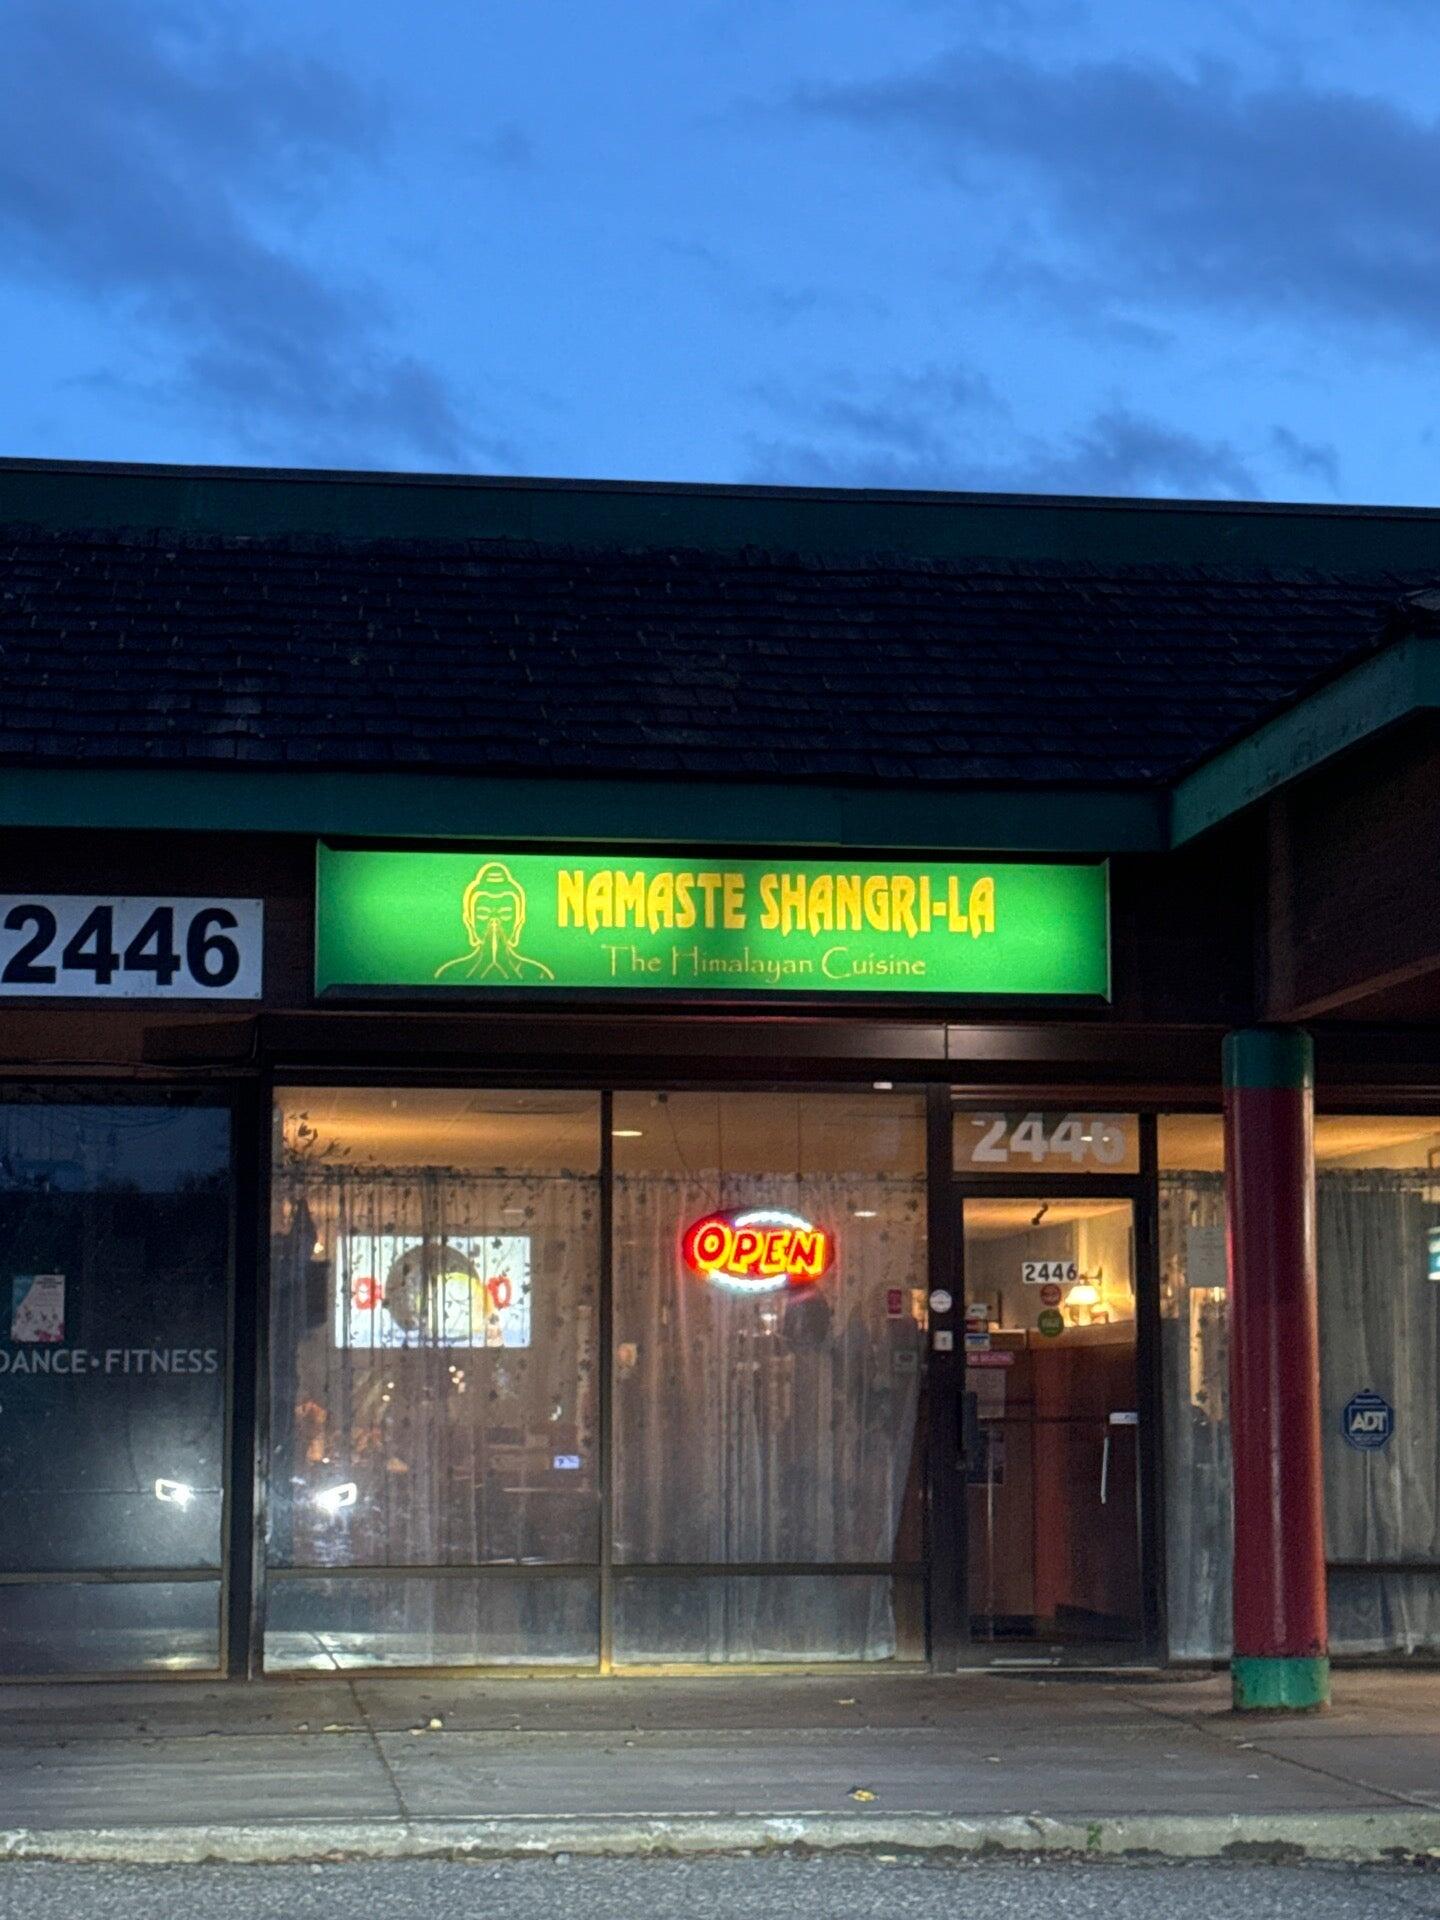 NAMASTE SHANGRI-LA
The Himalayan Cuisine
2446
2446
OPEN
2446
DANCE•FITNESS
ADT